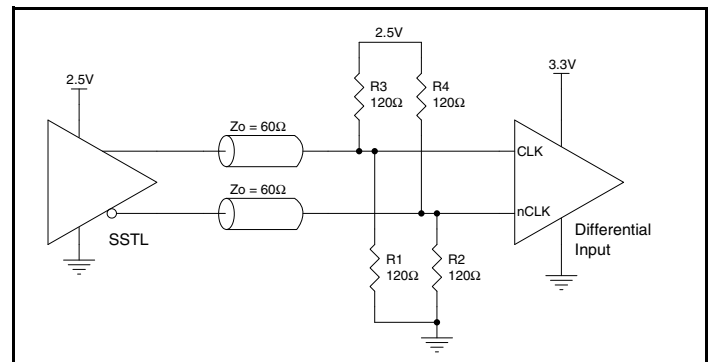 2.5V
2.5V
3.3V
R3
120Ω
R4
120Ω
Zo = 60Ω
CLK
Zo = 60Ω
nCLK
SSTL
Differential
Input
R1
120Ω
R2
120Ω